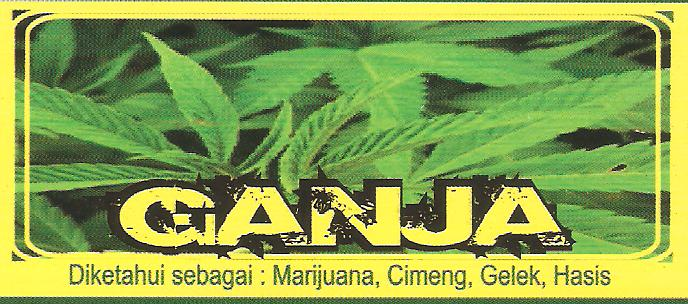 GANJA
Diketahui sebagai : Marijuana, Cimeng, Gelek, Hasis